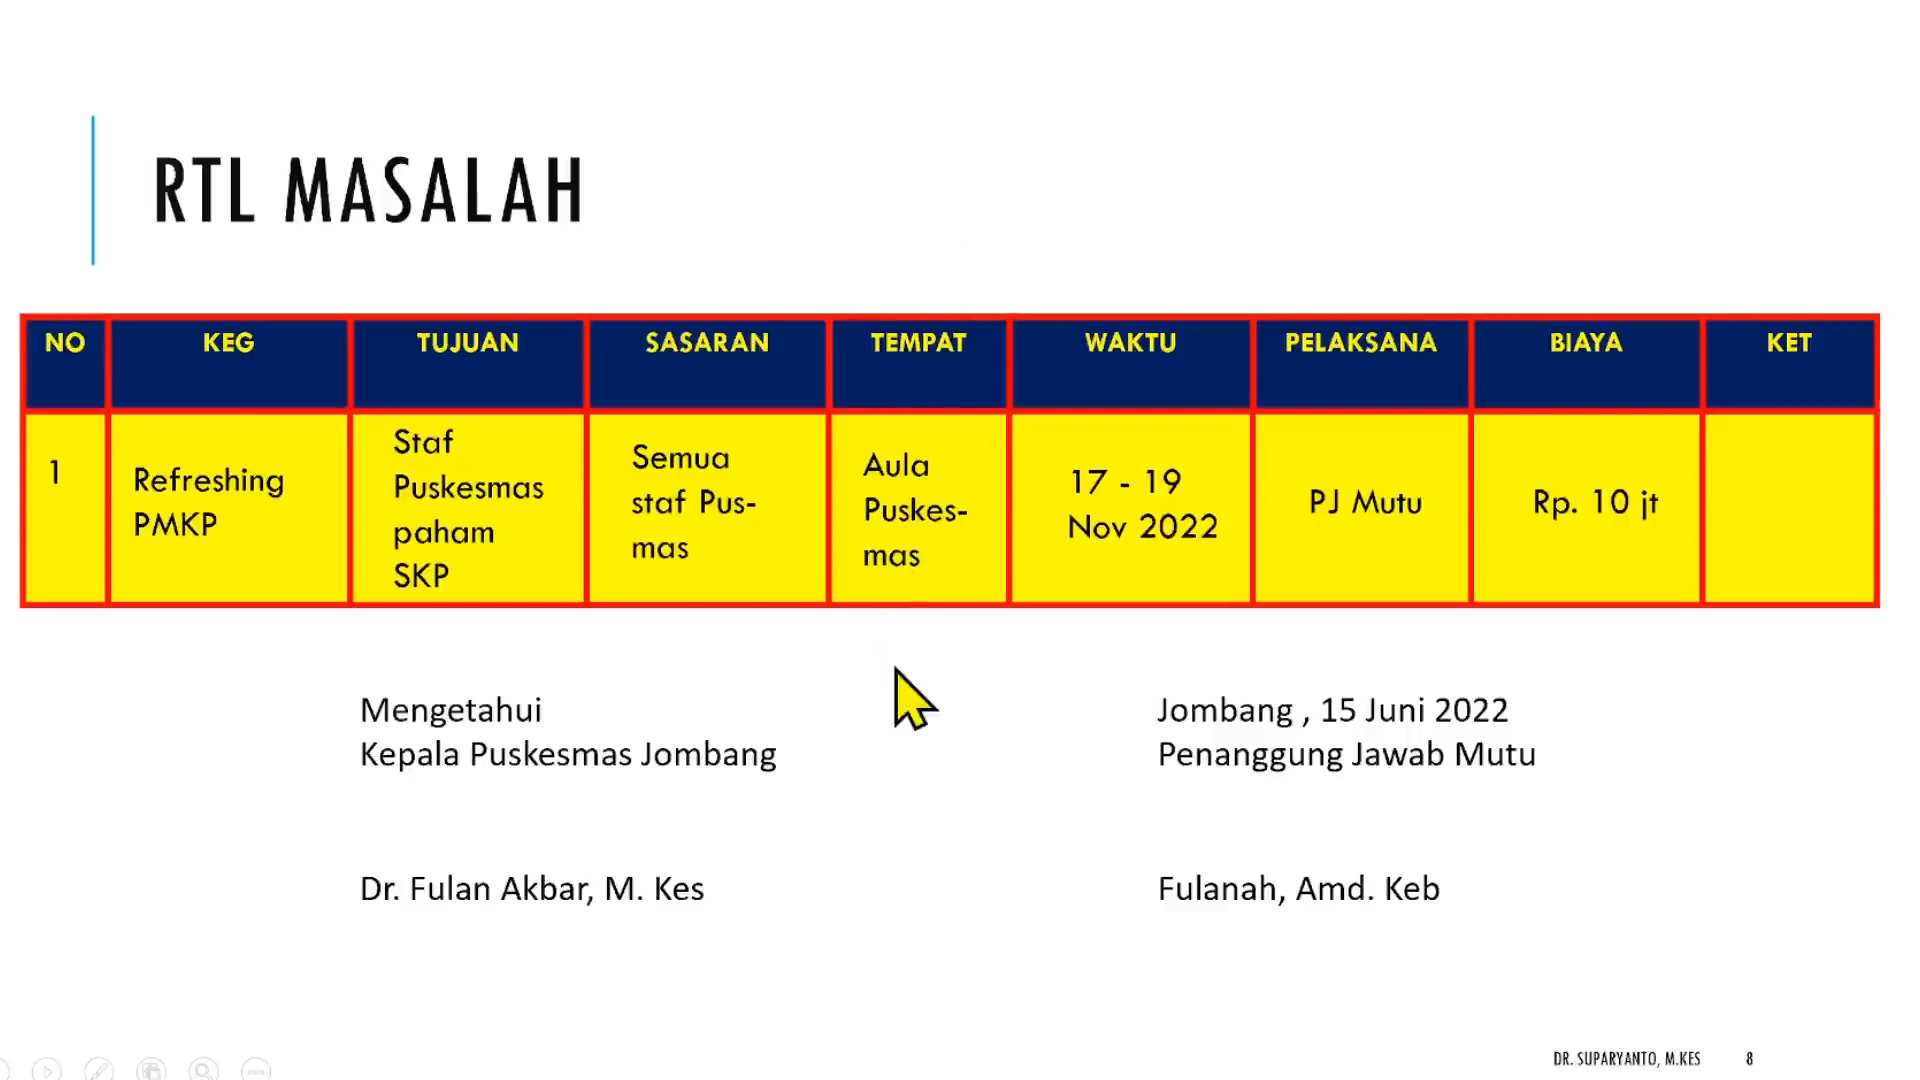 RTL MASALAH
NO KEG TUJUAN SASARAN TEMPAT WAKTU PELAKSANA BIAYA KET
1
Refreshing
PMKP
Staf
Puskesmas
paham
SKP
Semua
staf Pus-
mas
Aula
Puskes-
mas
17 - 19
Nov 2022
PJ Mutu
Rp. 10 jt
Mengetahui
Kepala Puskesmas Jombang
Dr. Fulan Akbar, M. Kes
Jombang , 15 Juni 2022
Penanggung Jawab Mutu
Fulanah, Amd. Keb
DR. SUPARYANTO, M.KES 8